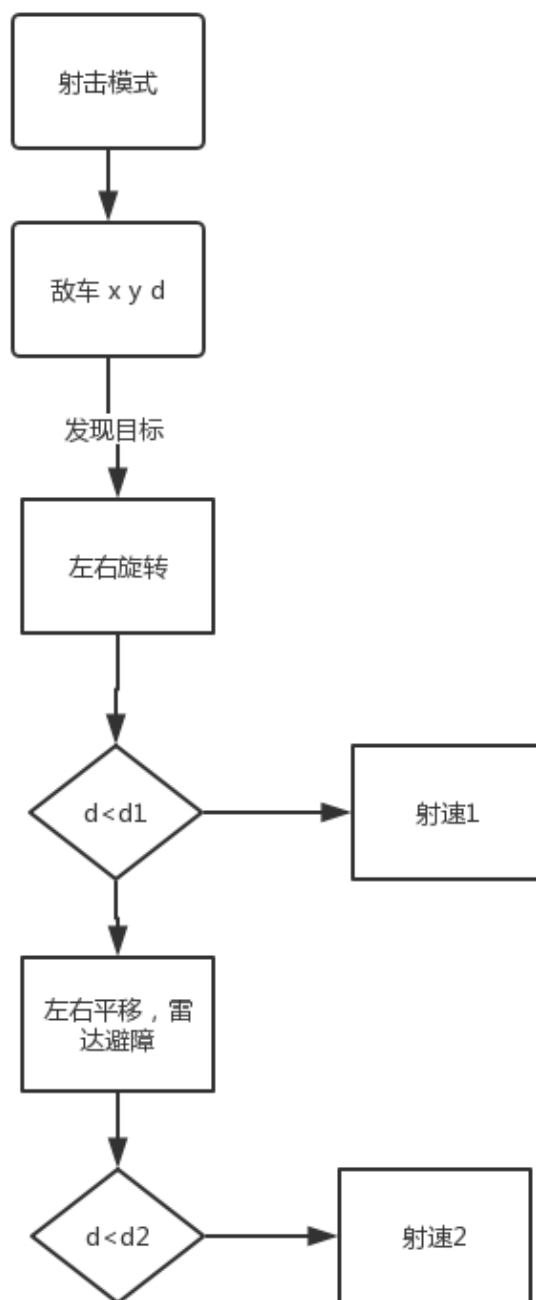 射击模式
敌车 x y d
发现目标
左右旋转
d<d1
射速1
左右平移，雷
达避障
d<d2
射速2